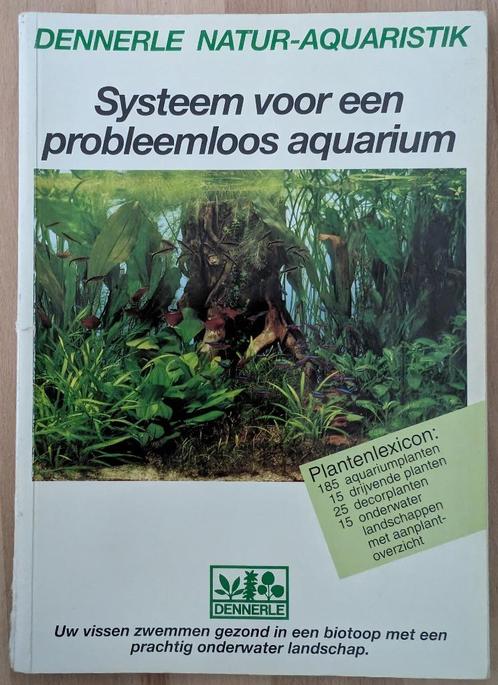 DENNERLE NATUR-AQUARISTIK
Systeem voor een
probleemloos aquarium
Plantenlexicon:
185 aquariumplanten
15 drijvende planten
25 decorplanten
15 onderwater
landschappen
met aanplant-
overzicht
DENNERLE
Uw vissen zwemmen gezond in een biotoop met een
prachtig onderwater landschap.